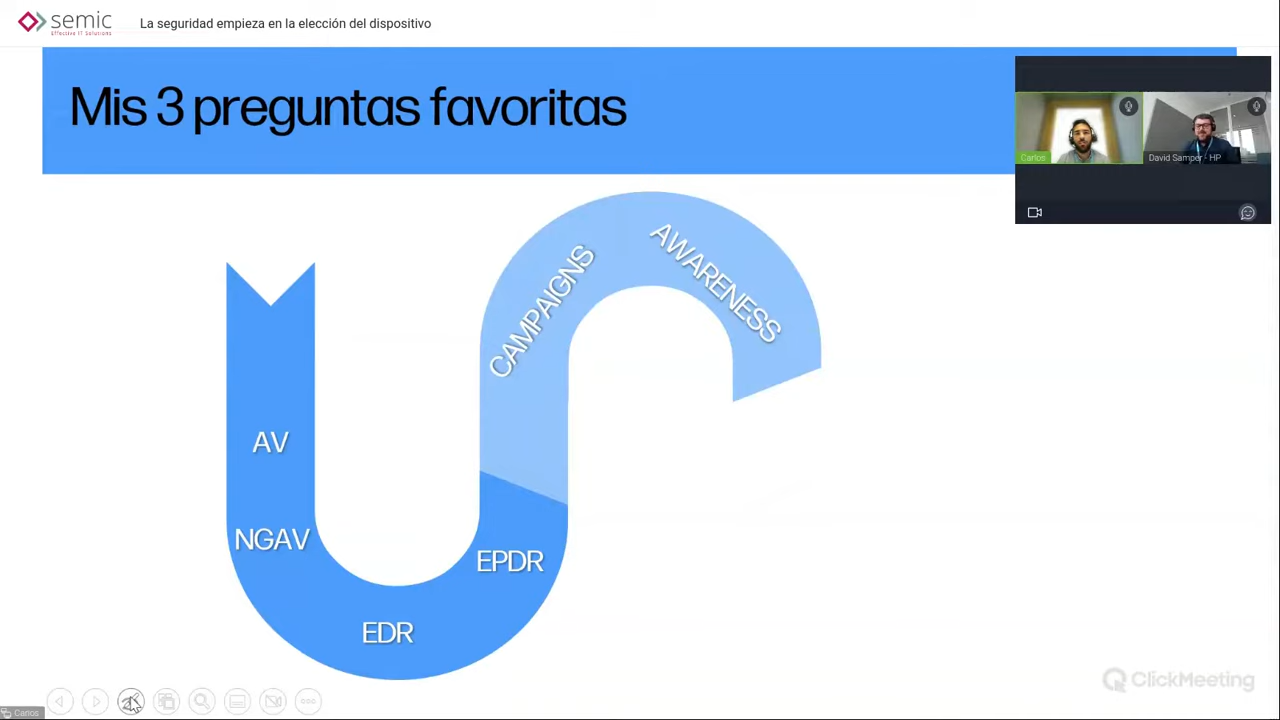 semic
Effective IT Solutions
La seguridad empieza en la elección del dispositivo
Mis 3 preguntas favoritas
Carlos
David Samper - HP
CAMPAIGNS
AWARENESS
AV
NGAV
EPDR
EDR
ClickMeeting
Carlos